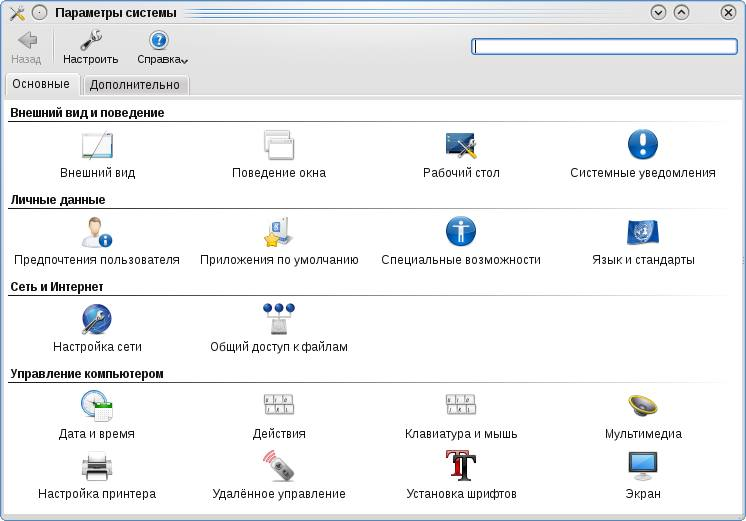 Параметры системы
Назад Настроить Справка
Основные Дополнительно
Внешний вид и поведение
Внешний вид Поведение окна Рабочий стол Системные уведомления
Личные данные
Предпочтения пользователя Приложения по умолчанию Специальные возможности Язык и стандарты
Сеть и Интернет
Настройка сети Общий доступ к файлам
Управление компьютером
Дата и время Действия Клавиатура и мышь Мультимедиа
Настройка принтера Удалённое управление Установка шрифтов Экран